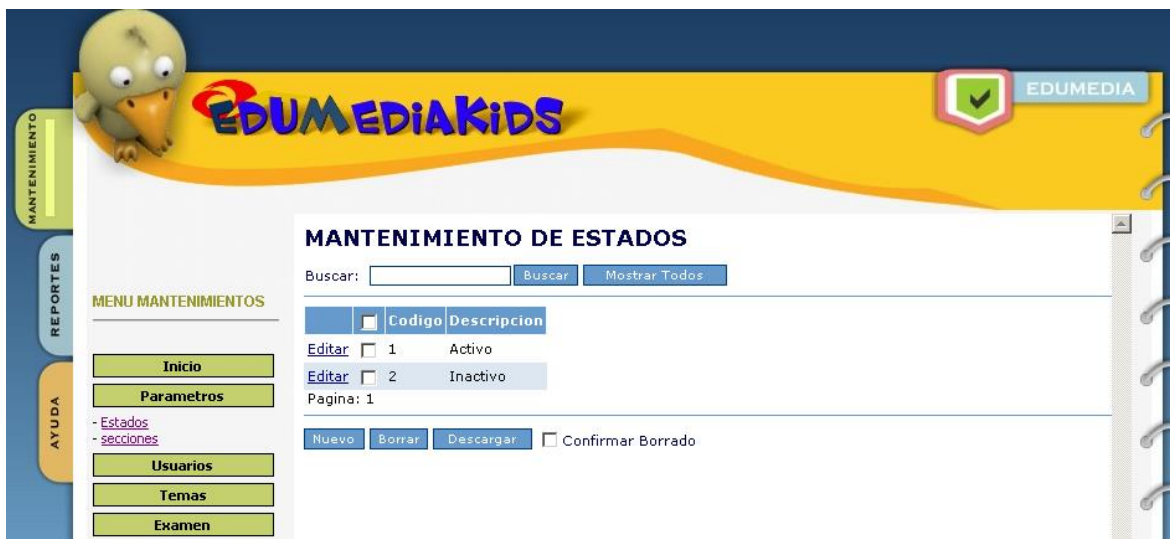 EDUMEDIAKIDS
EDUMEDIA
MANTENIMIENTO
REPORTES
AYUDA
MENU MANTENIMIENTOS
Inicio
Parametros
- Estados
- secciones
Usuarios
Temas
Examen
MANTENIMIENTO DE ESTADOS
Buscar: Buscar Mostrar Todos
Codigo Descripcion
Editar 1 Activo
Editar 2 Inactivo
Pagina: 1
Nuevo Borrar Descargar Confirmar Borrado